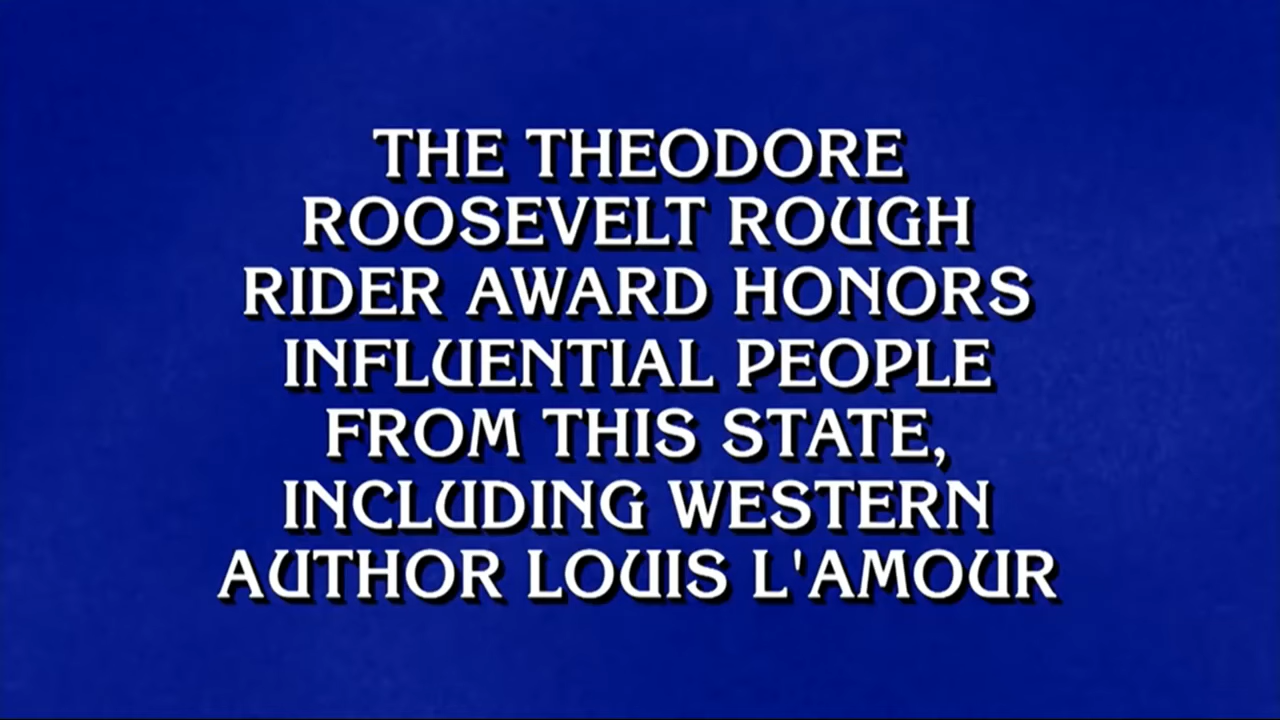 THE THEODORE
ROOSEVELT ROUGH
RIDER AWARD HONORS
INFLUENTIAL PEOPLE
FROM THIS STATE,
INCLUDING WESTERN
AUTHOR LOUIS L'AMOUR